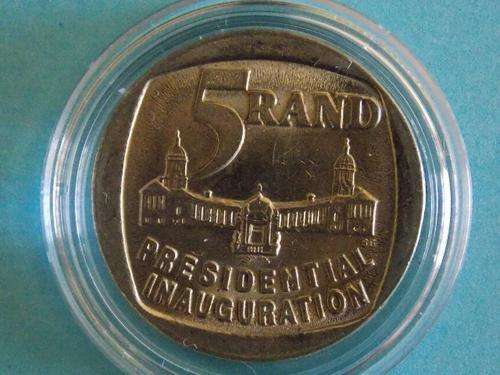 5 RAND
PRESIDENTIAL
INAUGURATION